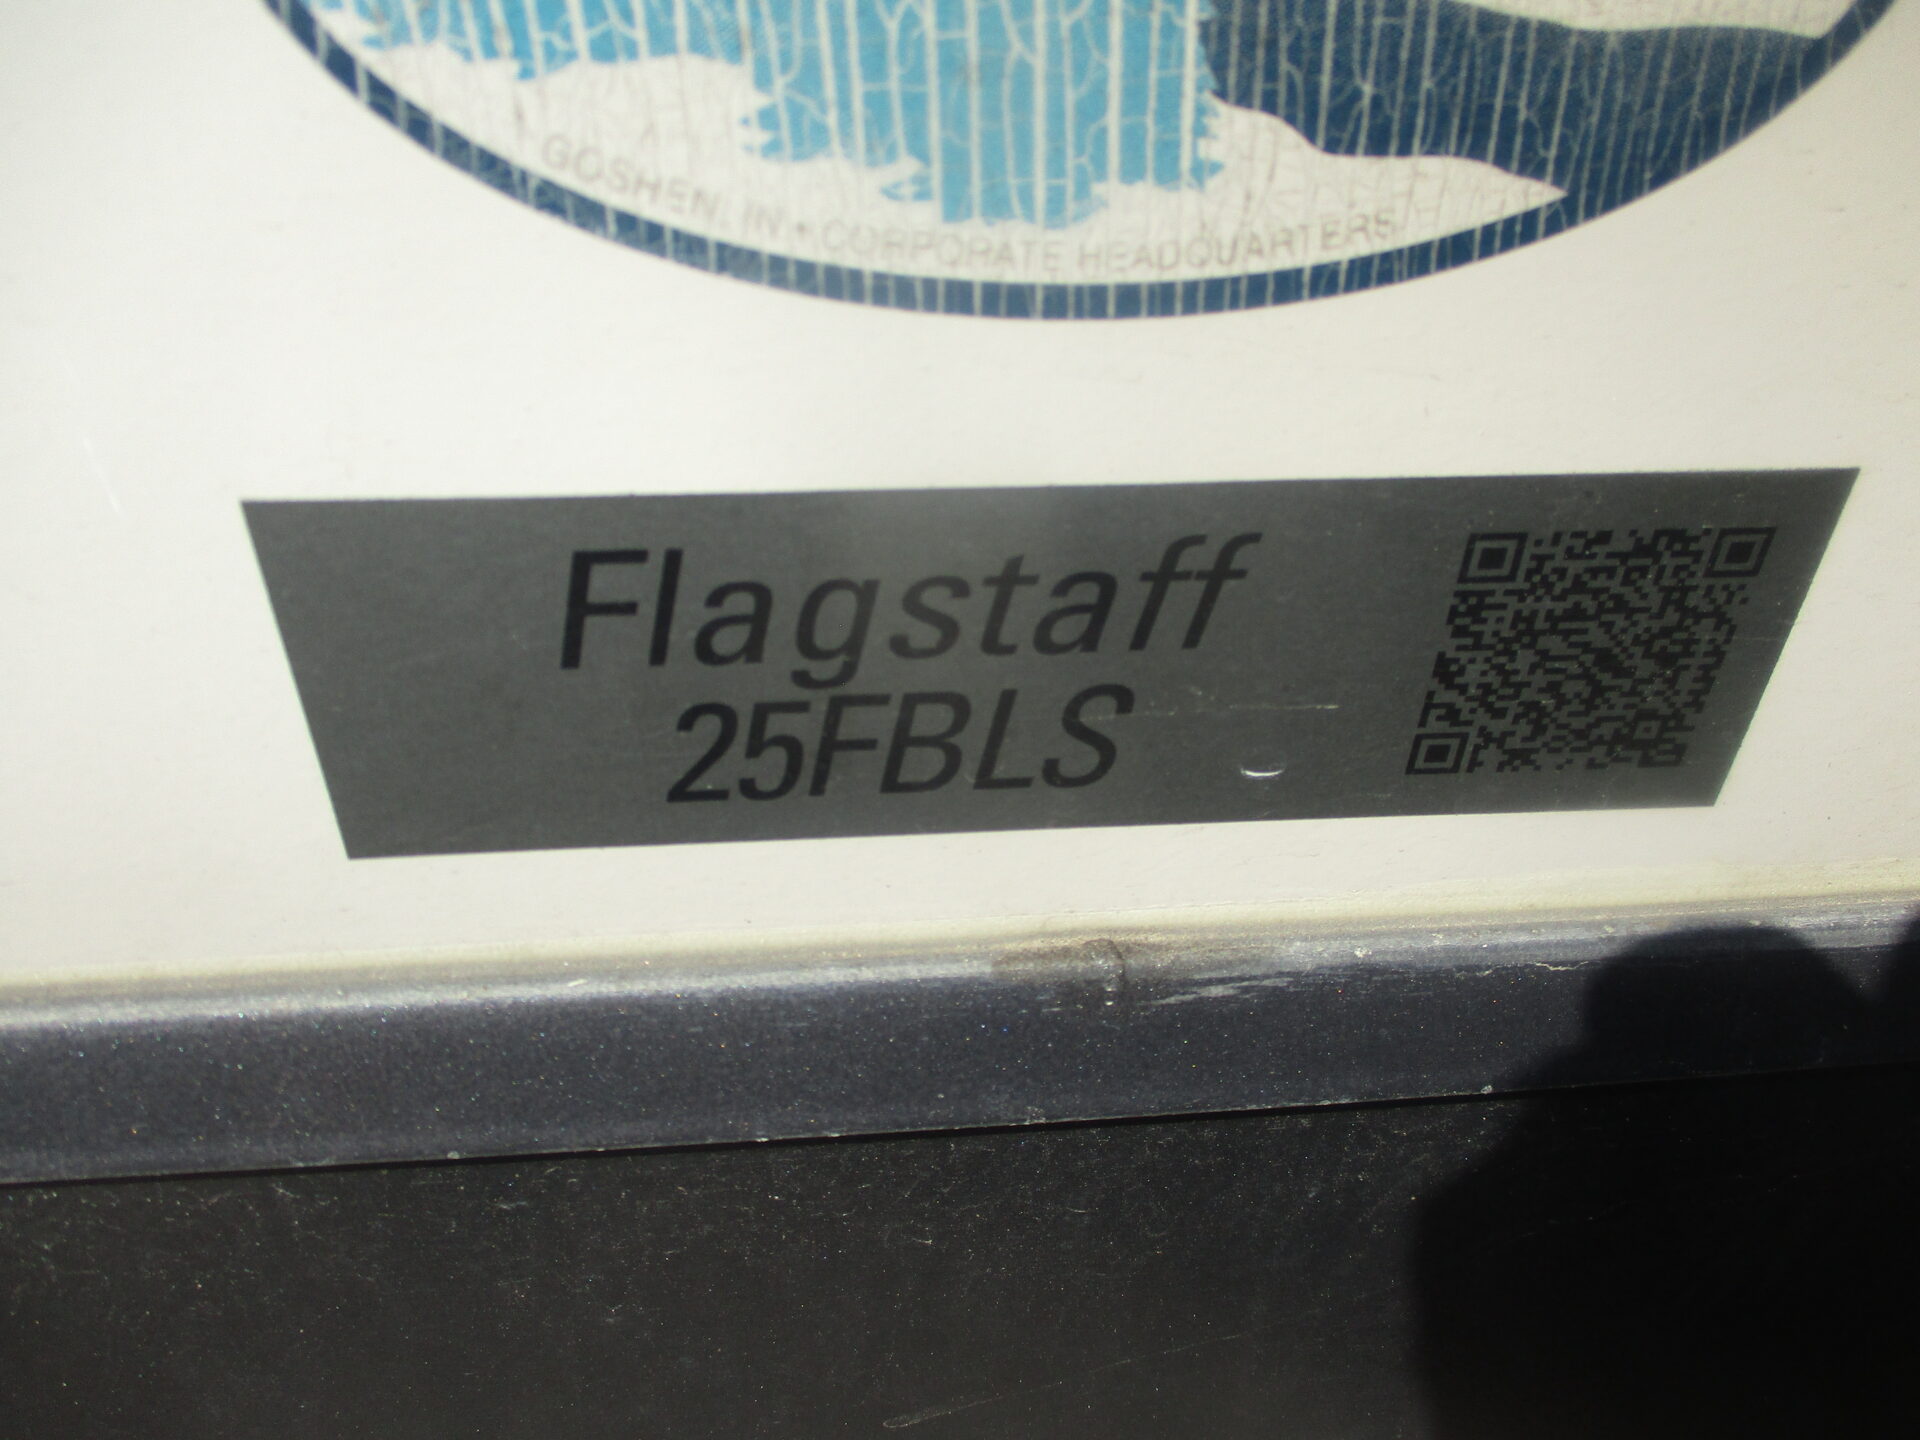 GOSHEN, IN • CORPORATE HEADQUARTERS
Flagstaff
25FBLS